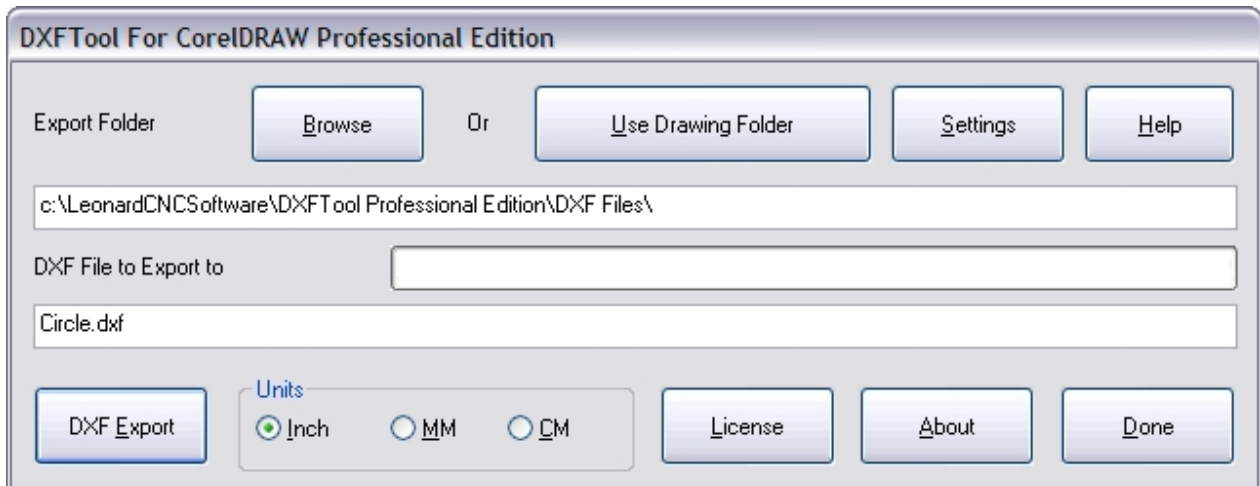 DXFTool For CorelDRAW Professional Edition
Export Folder Browse Or Use Drawing Folder Settings Help
c:\LeonardCNCSoftware\DXFTool Professional Edition\DXF Files\
DXF File to Export to
Circle.dxf
Units
DXF Export Inch MM CM License About Done